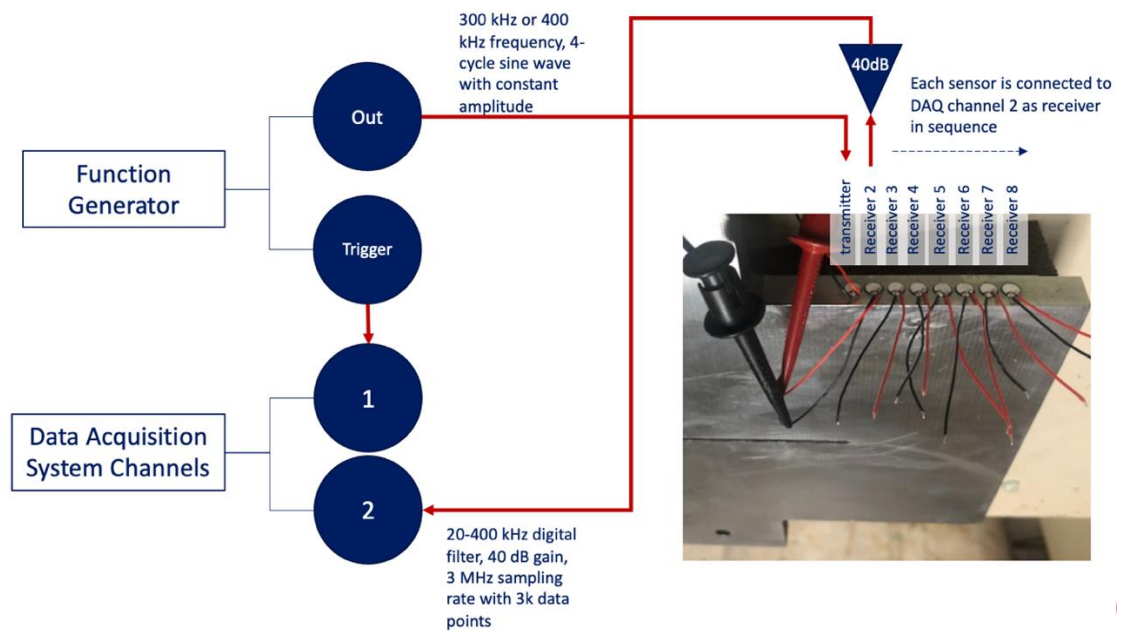 300 kHz or 400
kHz frequency, 4-
cycle sine wave
with constant
amplitude
40dB
Each sensor is connected to
DAQ channel 2 as receiver
in sequence
Out
Function
Generator
Trigger
transmitter
Receiver 2
Receiver 3
Receiver 4
Receiver 5
Receiver 6
Receiver 7
Receiver 8
1
Data Acquisition
System Channels
2
20-400 kHz digital
filter, 40 dB gain,
3 MHz sampling
rate with 3k data
points